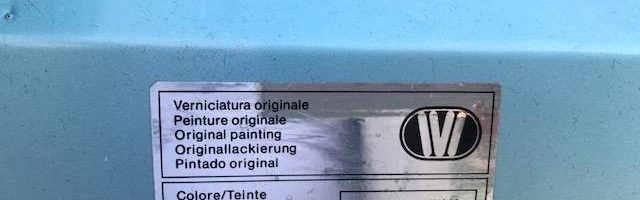 Verniciatura originale
Peinture originale
Original painting
Originallackierung
Pintado original
Colore/Teinte